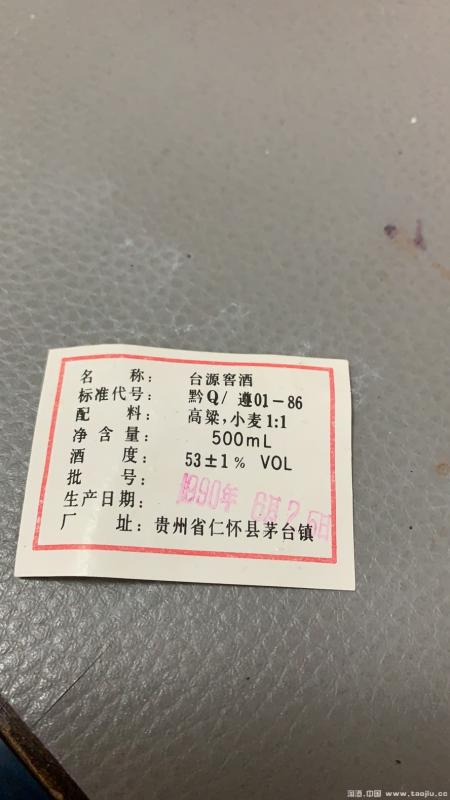 名　　称： 台源窖酒
标准代号： 黔Q/ 遵01－86
配　　料： 高粱,小麦1:1
净 含 量： 500mL
酒　　度： 53±1% VOL
批　　号：
生产日期： 1990年 6月25日
厂　　址： 贵州省仁怀县茅台镇
淘酒.中国 www.taojiu.cc